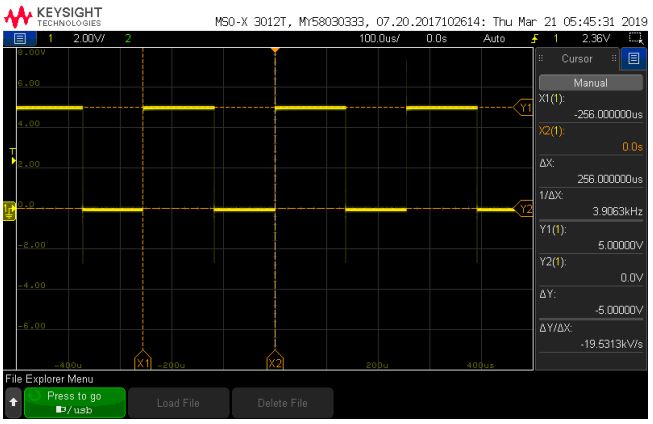 KEYSIGHT
TECHNOLOGIES
MSO-X 3012T, MY58030333, 07.20.2017102614: Thu Mar 21 05:45:31 2019
1 2.00V/ 2 100.0us/ 0.0s Auto 1 2.36V
8.00V
6.00
4.00
2.00
0.0
-2.00
-4.00
-6.00
T
Y1
Y2
X1
X2
-400u -200u 200u 400us
Cursor
Manual
X1(1):
-256.000000us
X2(1):
0.0s
ΔX:
256.000000us
1/ΔX:
3.9063kHz
Y1(1):
5.00000V
Y2(1):
0.0V
ΔY:
-5.00000V
ΔY/ΔX:
-19.5313kV/s
File Explorer Menu
Press to go
/usb
Load File
Delete File